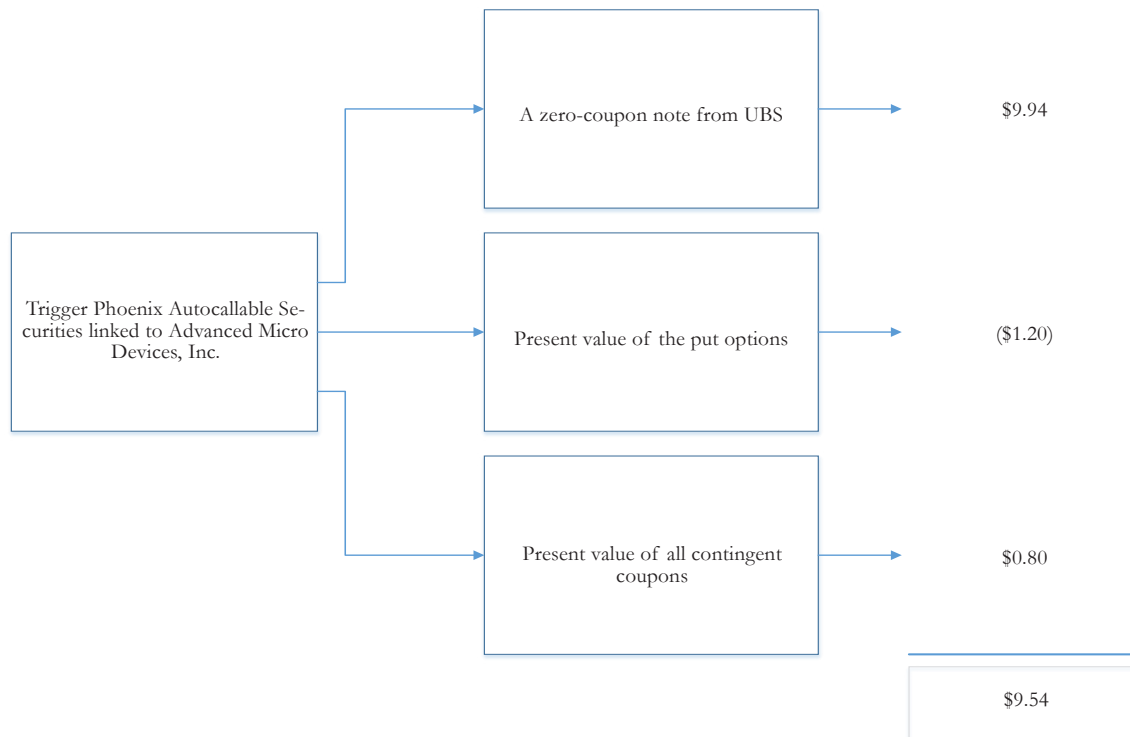 A zero-coupon note from UBS
$9.94
Trigger Phoenix Autocallable Se-
curities linked to Advanced Micro
Devices, Inc.
Present value of the put options
($1.20)
Present value of all contingent
coupons
$0.80
$9.54